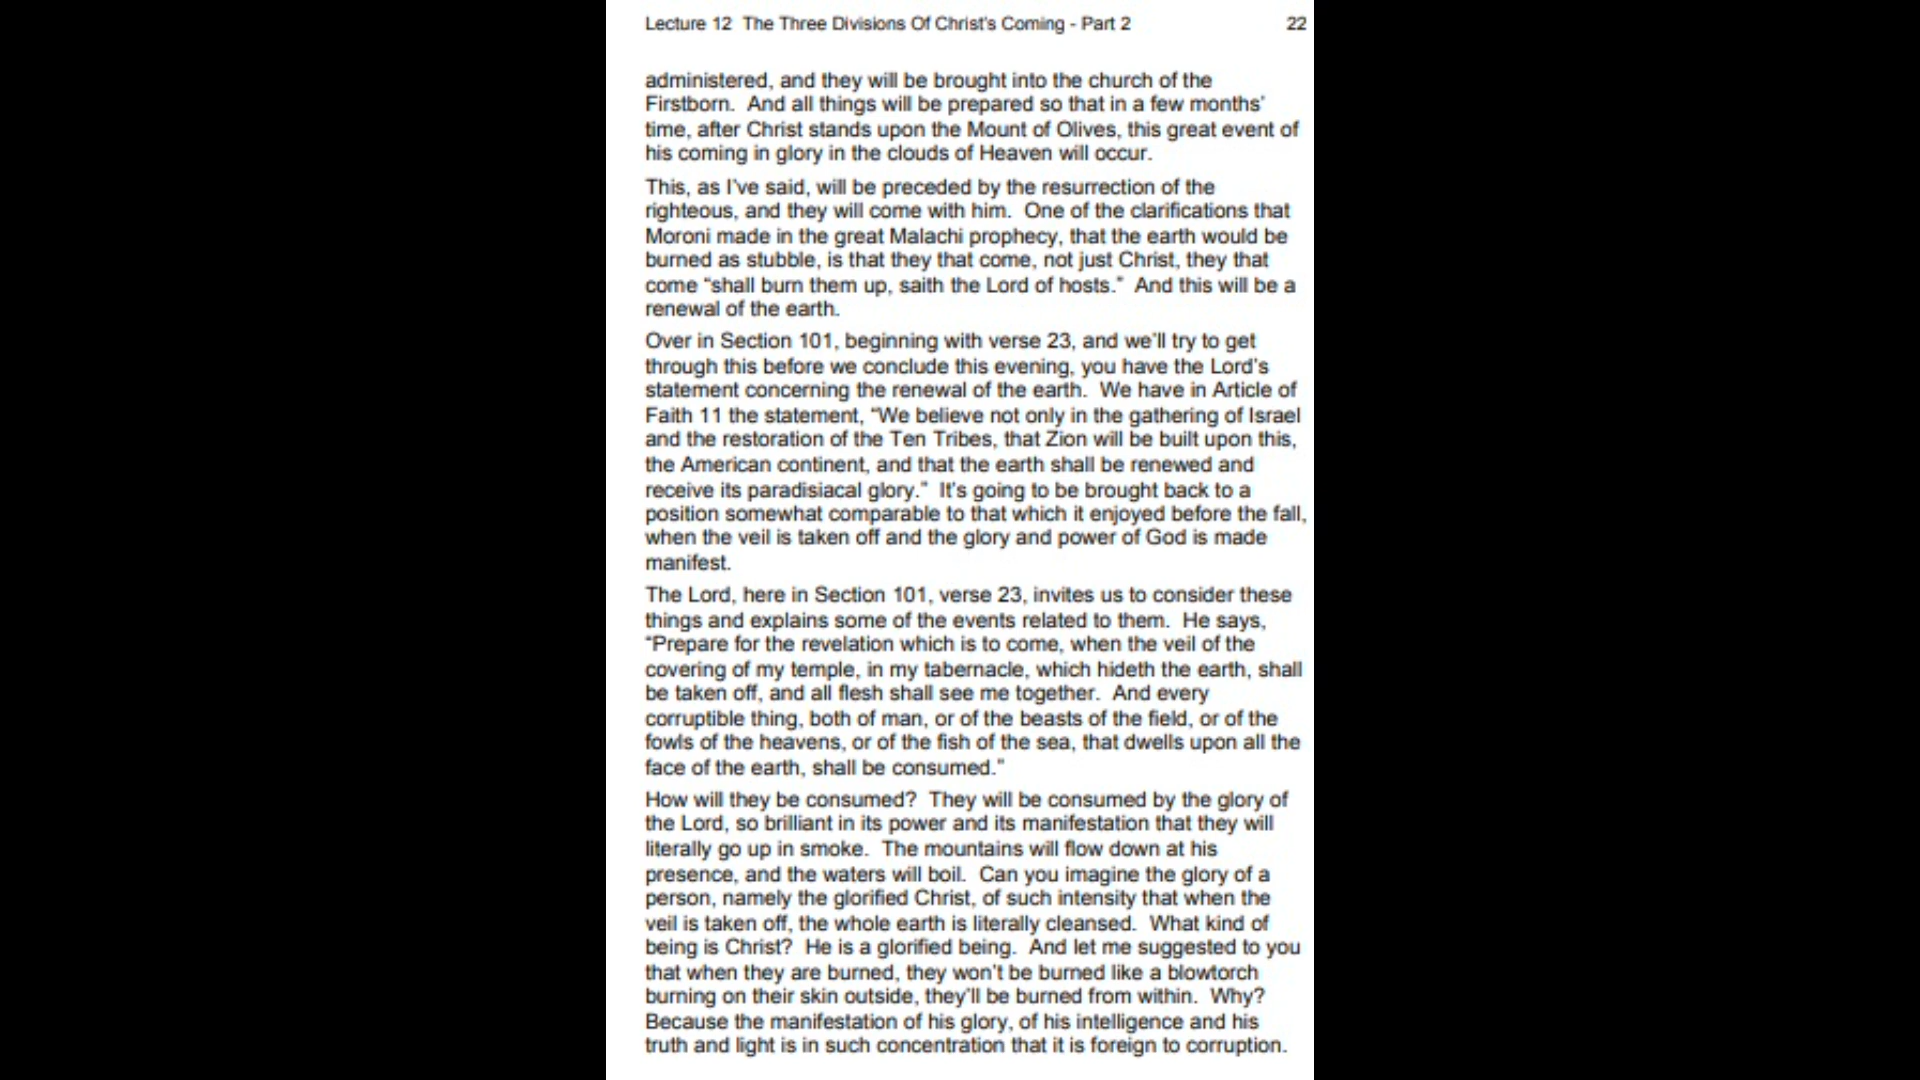 Lecture 12 The Three Divisions Of Christ's Coming - Part 2 22
administered, and they will be brought into the church of the
Firstborn. And all things will be prepared so that in a few months'
time, after Christ stands upon the Mount of Olives, this great event of
his coming in glory in the clouds of Heaven will occur.
This, as I've said, will be preceded by the resurrection of the
righteous, and they will come with him. One of the clarifications that
Moroni made in the great Malachi prophecy, that the earth would be
burned as stubble, is that they that come, not just Christ, they that
come “shall burn them up, saith the Lord of hosts.” And this will be a
renewal of the earth.
Over in Section 101, beginning with verse 23, and we'll try to get
through this before we conclude this evening, you have the Lord's
statement concerning the renewal of the earth. We have in Article of
Faith 11 the statement, “We believe not only in the gathering of Israel
and the restoration of the Ten Tribes, that Zion will be built upon this,
the American continent, and that the earth shall be renewed and
receive its paradisiacal glory.” It's going to be brought back to a
position somewhat comparable to that which it enjoyed before the fall,
when the veil is taken off and the glory and power of God is made
manifest.
The Lord, here in Section 101, verse 23, invites us to consider these
things and explains some of the events related to them. He says,
“Prepare for the revelation which is to come, when the veil of the
covering of my temple, in my tabernacle, which hideth the earth, shall
be taken off, and all flesh shall see me together. And every
corruptible thing, both of man, or of the beasts of the field, or of the
fowls of the heavens, or of the fish of the sea, that dwells upon all the
face of the earth, shall be consumed.”
How will they be consumed? They will be consumed by the glory of
the Lord, so brilliant in its power and its manifestation that they will
literally go up in smoke. The mountains will flow down at his
presence, and the waters will boil. Can you imagine the glory of a
person, namely the glorified Christ, of such intensity that when the
veil is taken off, the whole earth is literally cleansed. What kind of
being is Christ? He is a glorified being. And let me suggested to you
that when they are burned, they won't be burned like a blowtorch
burning on their skin outside, they'll be burned from within. Why?
Because the manifestation of his glory, of his intelligence and his
truth and light is in such concentration that it is foreign to corruption.